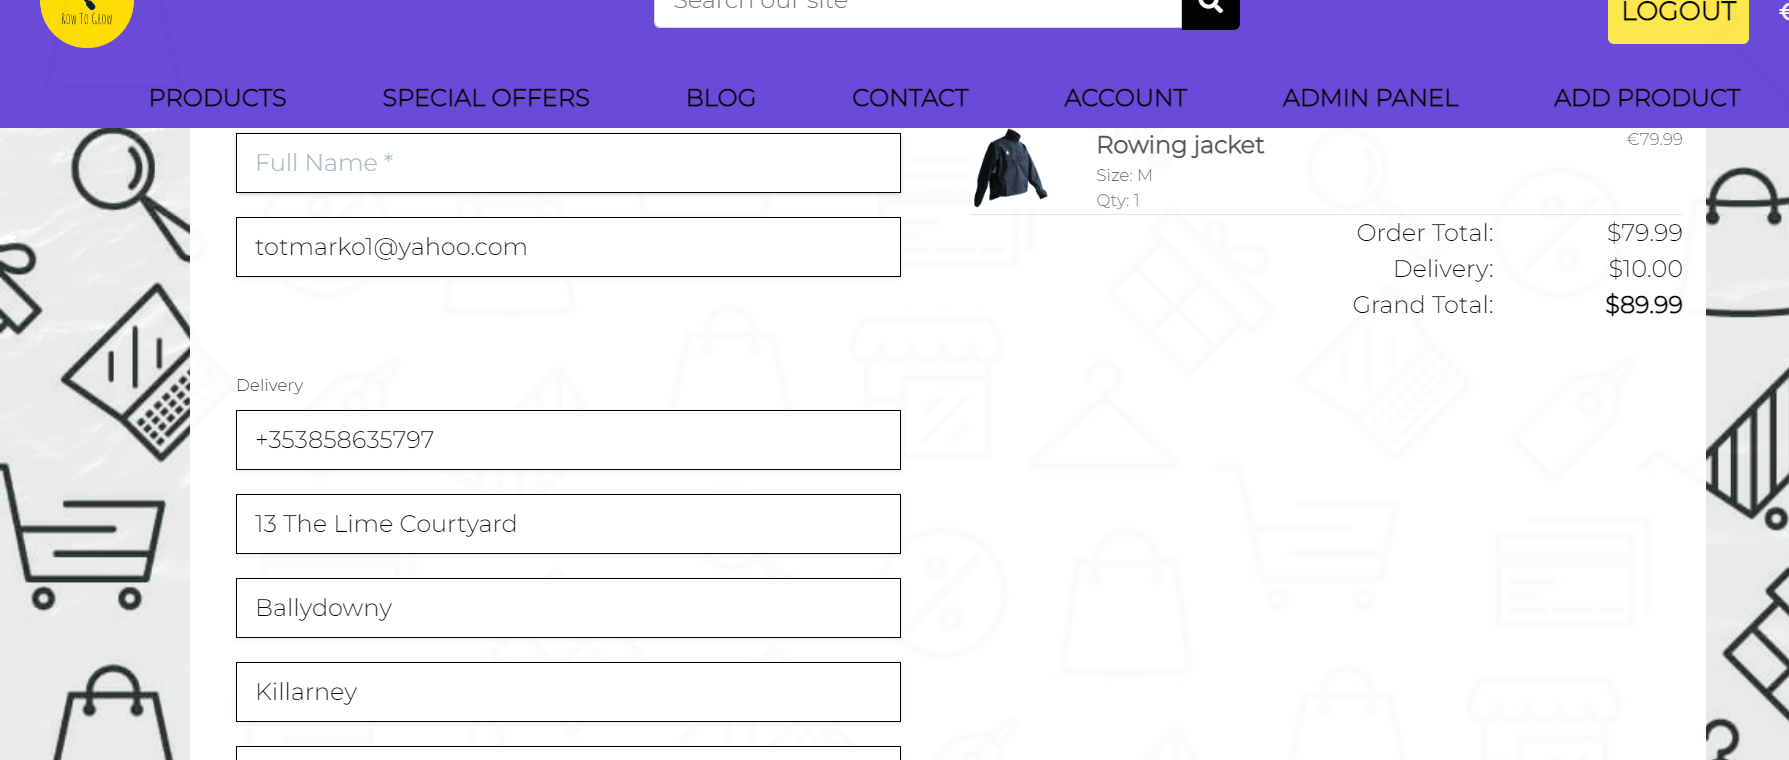 ROW TO GROW
Search our site
LOGOUT
€
PRODUCTS
SPECIAL OFFERS
BLOG
CONTACT
ACCOUNT
ADMIN PANEL
ADD PRODUCT
Full Name *
totmarko1@yahoo.com
Delivery
+353858635797
13 The Lime Courtyard
Ballydowny
Killarney
Rowing jacket
€79.99
Size: M
Qty: 1
Order Total: $79.99
Delivery: $10.00
Grand Total: $89.99